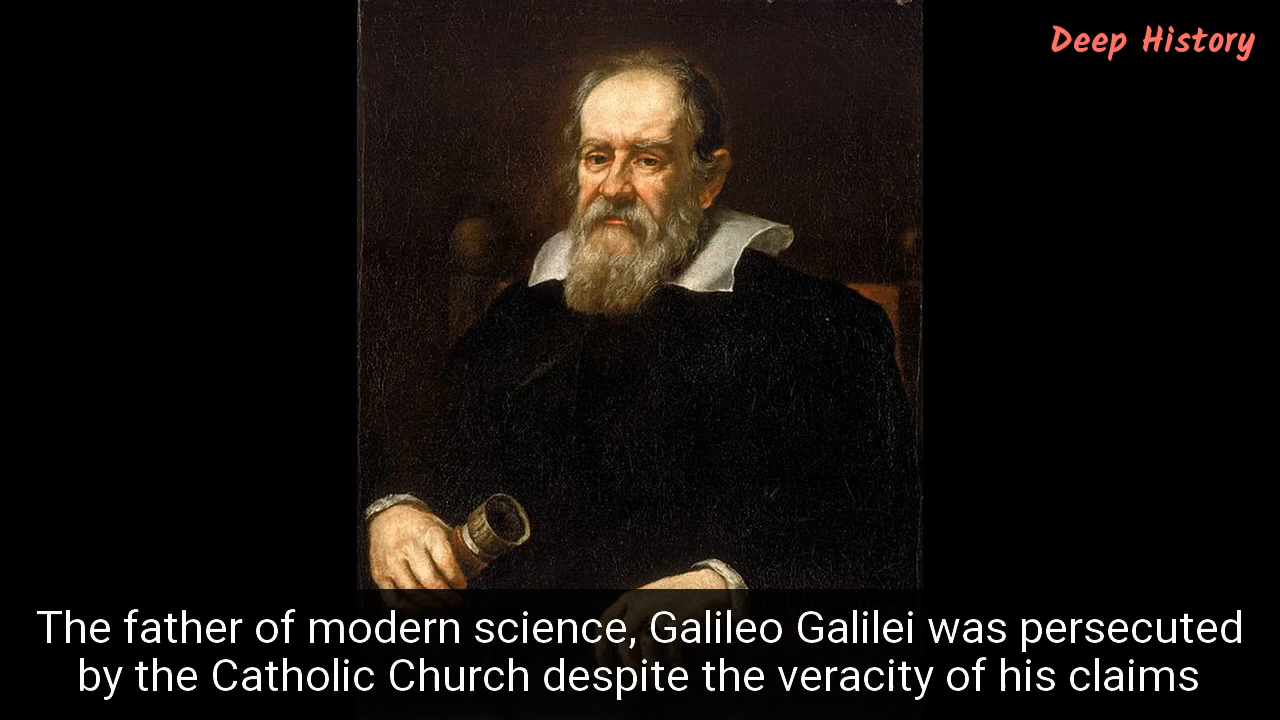 Deep History
The father of modern science, Galileo Galilei was persecuted
by the Catholic Church despite the veracity of his claims